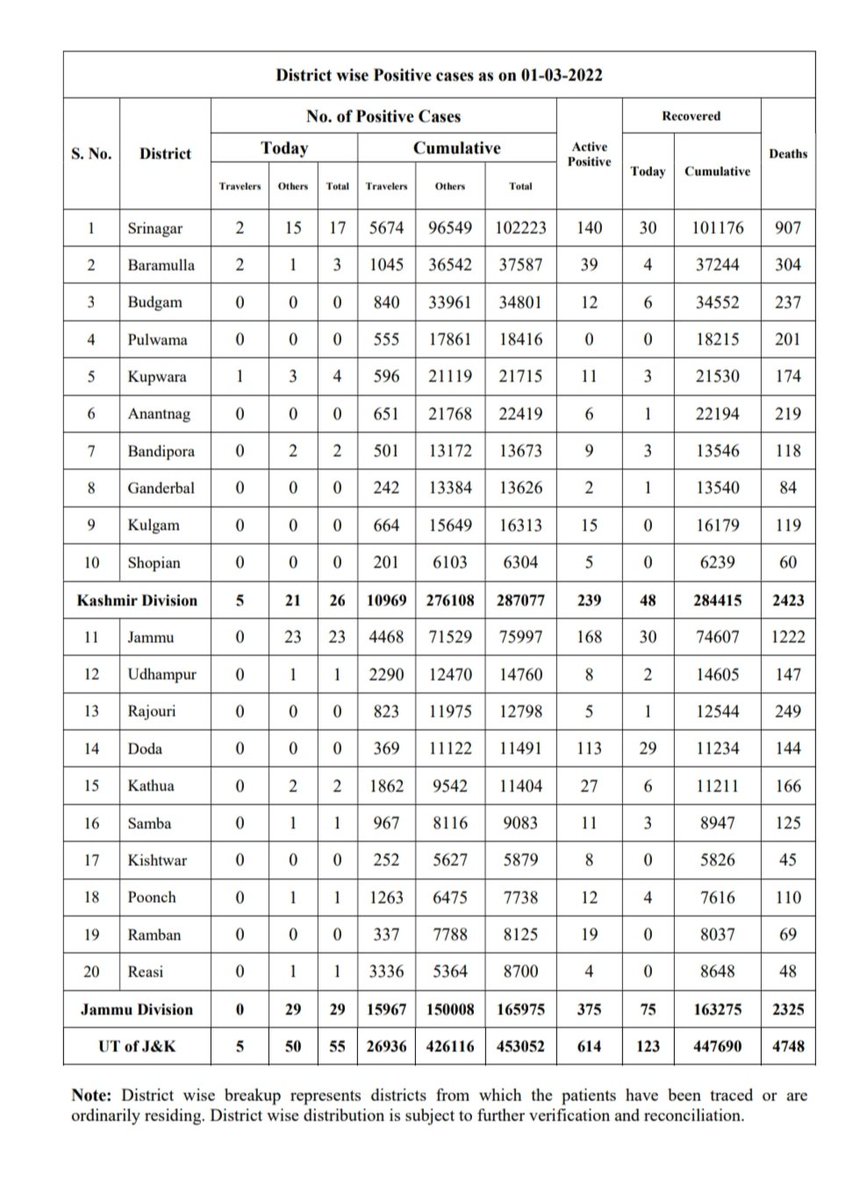 District wise Positive cases as on 01-03-2022
S. No. District No. of Positive Cases Active Positive Recovered Deaths
Today Cumulative Today Cumulative
Travelers Others Total Travelers Others Total
1 Srinagar 2 15 17 5674 96549 102223 140 30 101176 907
2 Baramulla 2 1 3 1045 36542 37587 39 4 37244 304
3 Budgam 0 0 0 840 33961 34801 12 6 34552 237
4 Pulwama 0 0 0 555 17861 18416 0 0 18215 201
5 Kupwara 1 3 4 596 21119 21715 11 3 21530 174
6 Anantnag 0 0 0 651 21768 22419 6 1 22194 219
7 Bandipora 0 2 2 501 13172 13673 9 3 13546 118
8 Ganderbal 0 0 0 242 13384 13626 2 1 13540 84
9 Kulgam 0 0 0 664 15649 16313 15 0 16179 119
10 Shopian 0 0 0 201 6103 6304 5 0 6239 60
Kashmir Division 5 21 26 10969 276108 287077 239 48 284415 2423
11 Jammu 0 23 23 4468 71529 75997 168 30 74607 1222
12 Udhampur 0 1 1 2290 12470 14760 8 2 14605 147
13 Rajouri 0 0 0 823 11975 12798 5 1 12544 249
14 Doda 0 0 0 369 11122 11491 113 29 11234 144
15 Kathua 0 2 2 1862 9542 11404 27 6 11211 166
16 Samba 0 1 1 967 8116 9083 11 3 8947 125
17 Kishtwar 0 0 0 252 5627 5879 8 0 5826 45
18 Poonch 0 1 1 1263 6475 7738 12 4 7616 110
19 Ramban 0 0 0 337 7788 8125 19 0 8037 69
20 Reasi 0 1 1 3336 5364 8700 4 0 8648 48
Jammu Division 0 29 29 15967 150008 165975 375 75 163275 2325
UT of J&K 5 50 55 26936 426116 453052 614 123 447690 4748
Note: District wise breakup represents districts from which the patients have been traced or are
ordinarily residing. District wise distribution is subject to further verification and reconciliation.